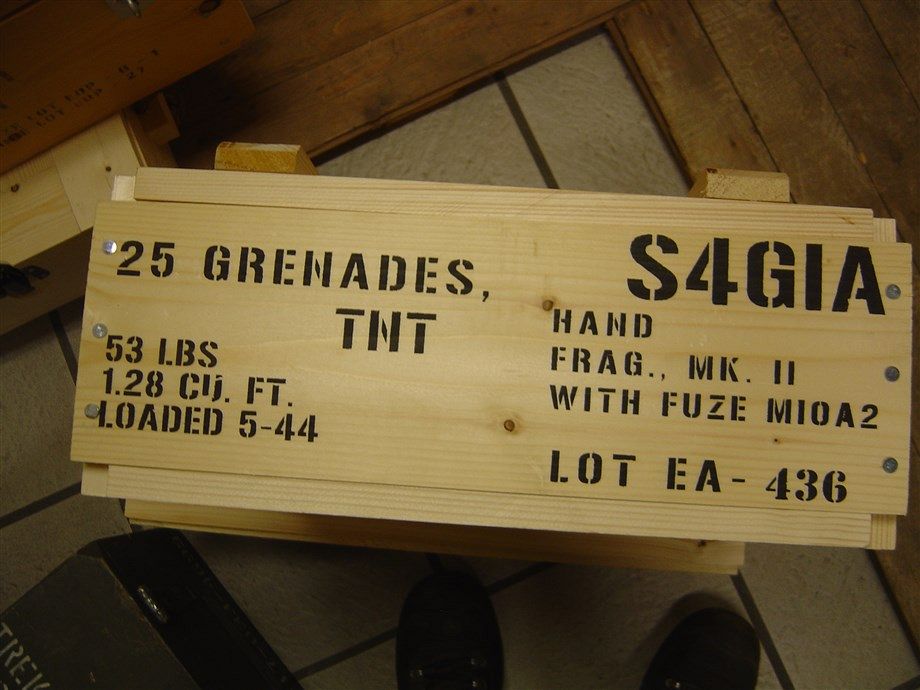 25 GRENADES,
TNT
53 LBS
1.28 CU. FT.
LOADED 5-44
S4GIA
HAND
FRAG., MK. II
WITH FUZE M10A2
LOT EA- 436
TREK